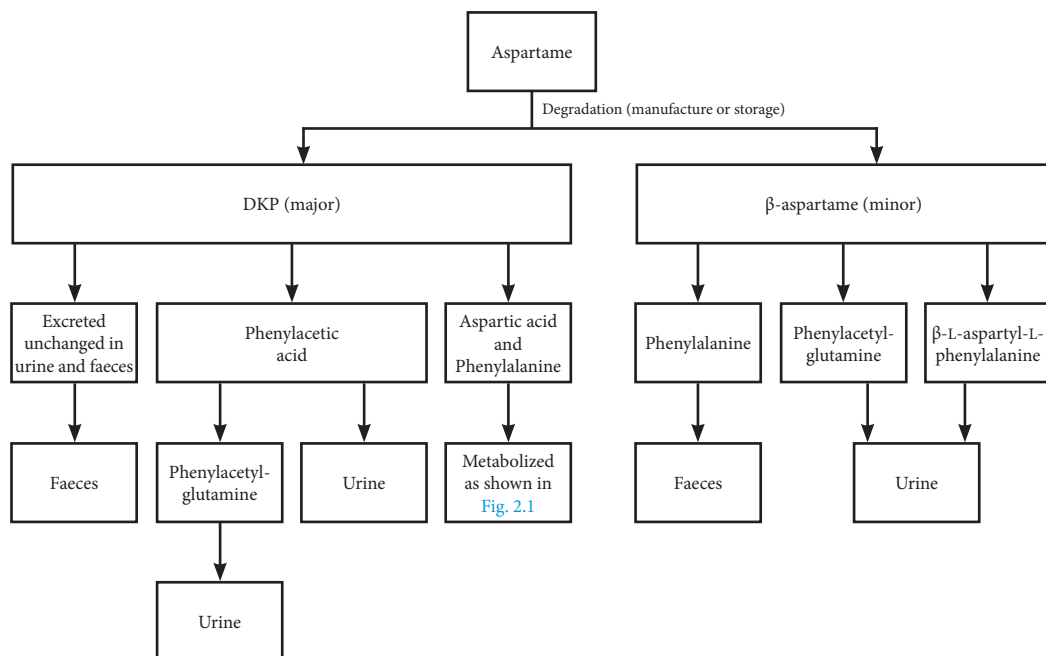 Aspartame
Degradation (manufacture or storage)
DKP (major)
β-aspartame (minor)
Excreted
unchanged in
urine and faeces
Phenylacetic
acid
Aspartic acid
and
Phenylalanine
Phenylalanine
Phenylacetyl-
glutamine
β-L-aspartyl-L-
phenylalanine
Faeces
Phenylacetyl-
glutamine
Urine
Metabolized
as shown in
Fig. 2.1
Faeces
Urine
Urine